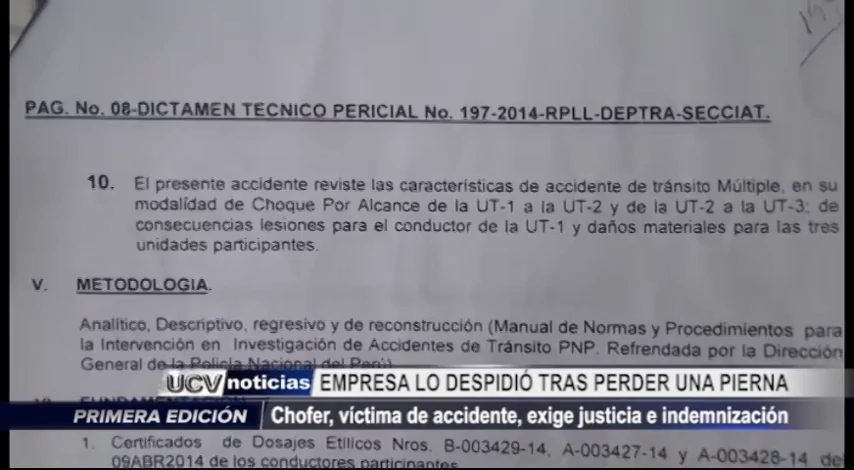 PAG. No. 08-DICTAMEN TECNICO PERICIAL No. 197-2014-RPLL-DEPTRA-SECCIAT.
10. El presente accidente reviste las características de accidente de tránsito Múltiple, en su
modalidad de Choque Por Alcance de la UT-1 a la UT-2 y de la UT-2 a la UT-3; de
consecuencias lesiones para el conductor de la UT-1 y daños materiales para las tres
unidades participantes.
V. METODOLOGIA.
Analítico, Descriptivo, regresivo y de reconstrucción (Manual de Normas y Procedimientos para
la Intervención en Investigación de Accidentes de Tránsito PNP. Refrendada por la Dirección
General de la Policía Nacional del Perú)
UCV noticias EMPRESA LO DESPIDIÓ TRAS PERDER UNA PIERNA
PRIMERA EDICIÓN Chofer, víctima de accidente, exige justicia e indemnización
1. Certificados de Dosajes Etílicos Nros. B-003429-14, A-003427-14 y A-003428-14 del
09ABR2014 de los conductores participantes